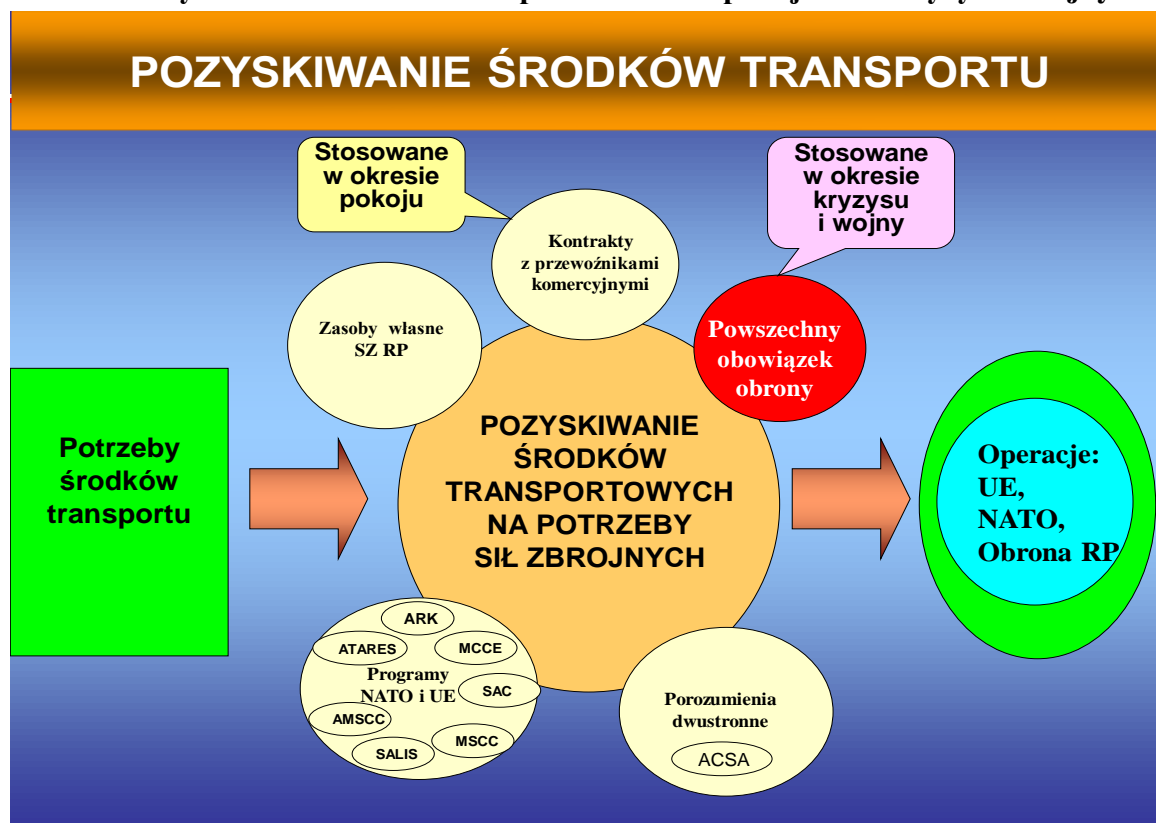 POZYSKIWANIE ŚRODKÓW TRANSPORTU
Stosowane
w okresie
pokoju
Stosowane
w okresie
kryzysu
i wojny
Kontrakty
z przewoźnikami
komercyjnymi
Zasoby własne
SZ RP
Powszechny
obowiązek
obrony
Potrzeby
środków
transportu
POZYSKIWANIE
ŚRODKÓW
TRANSPORTOWYCH
NA POTRZEBY
SIŁ ZBROJNYCH
Operacje:
UE,
NATO,
Obrona RP
ARK
ATARES
MCCE
Programy
NATO i UE
SAC
AMSCC
MSCC
SALIS
Porozumienia
dwustronne
ACSA